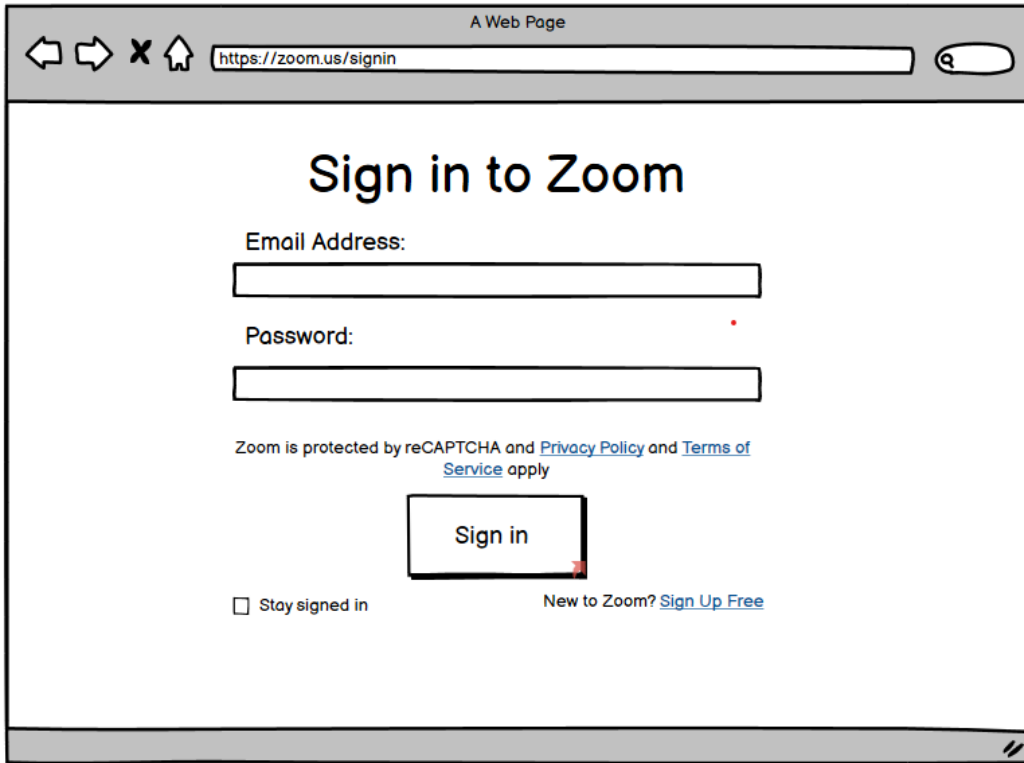 A Web Page
https://zoom.us/signin
Sign in to Zoom
Email Address:
Password:
Zoom is protected by reCAPTCHA and Privacy Policy and Terms of
Service apply
Sign in
Stay signed in
New to Zoom? Sign Up Free